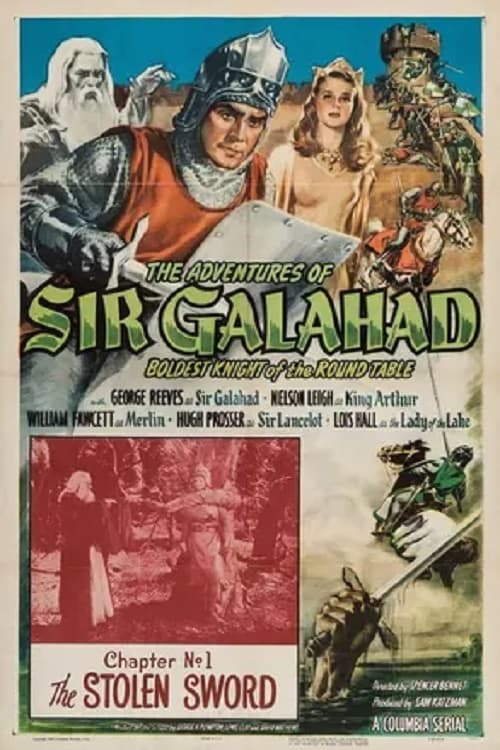 THE ADVENTURES OF
SIR GALAHAD
BOLDEST KNIGHT of the ROUND TABLE
with GEORGE REEVES as Sir Galahad · NELSON LEIGH as King Arthur
WILLIAM FAWCETT as Merlin · HUGH PROSSER as Sir Lancelot · LOIS HALL as the Lady of the Lake
Chapter No. 1
The STOLEN SWORD
Directed by SPENCER BENNET
Produced by SAM KATZMAN
A COLUMBIA SERIAL